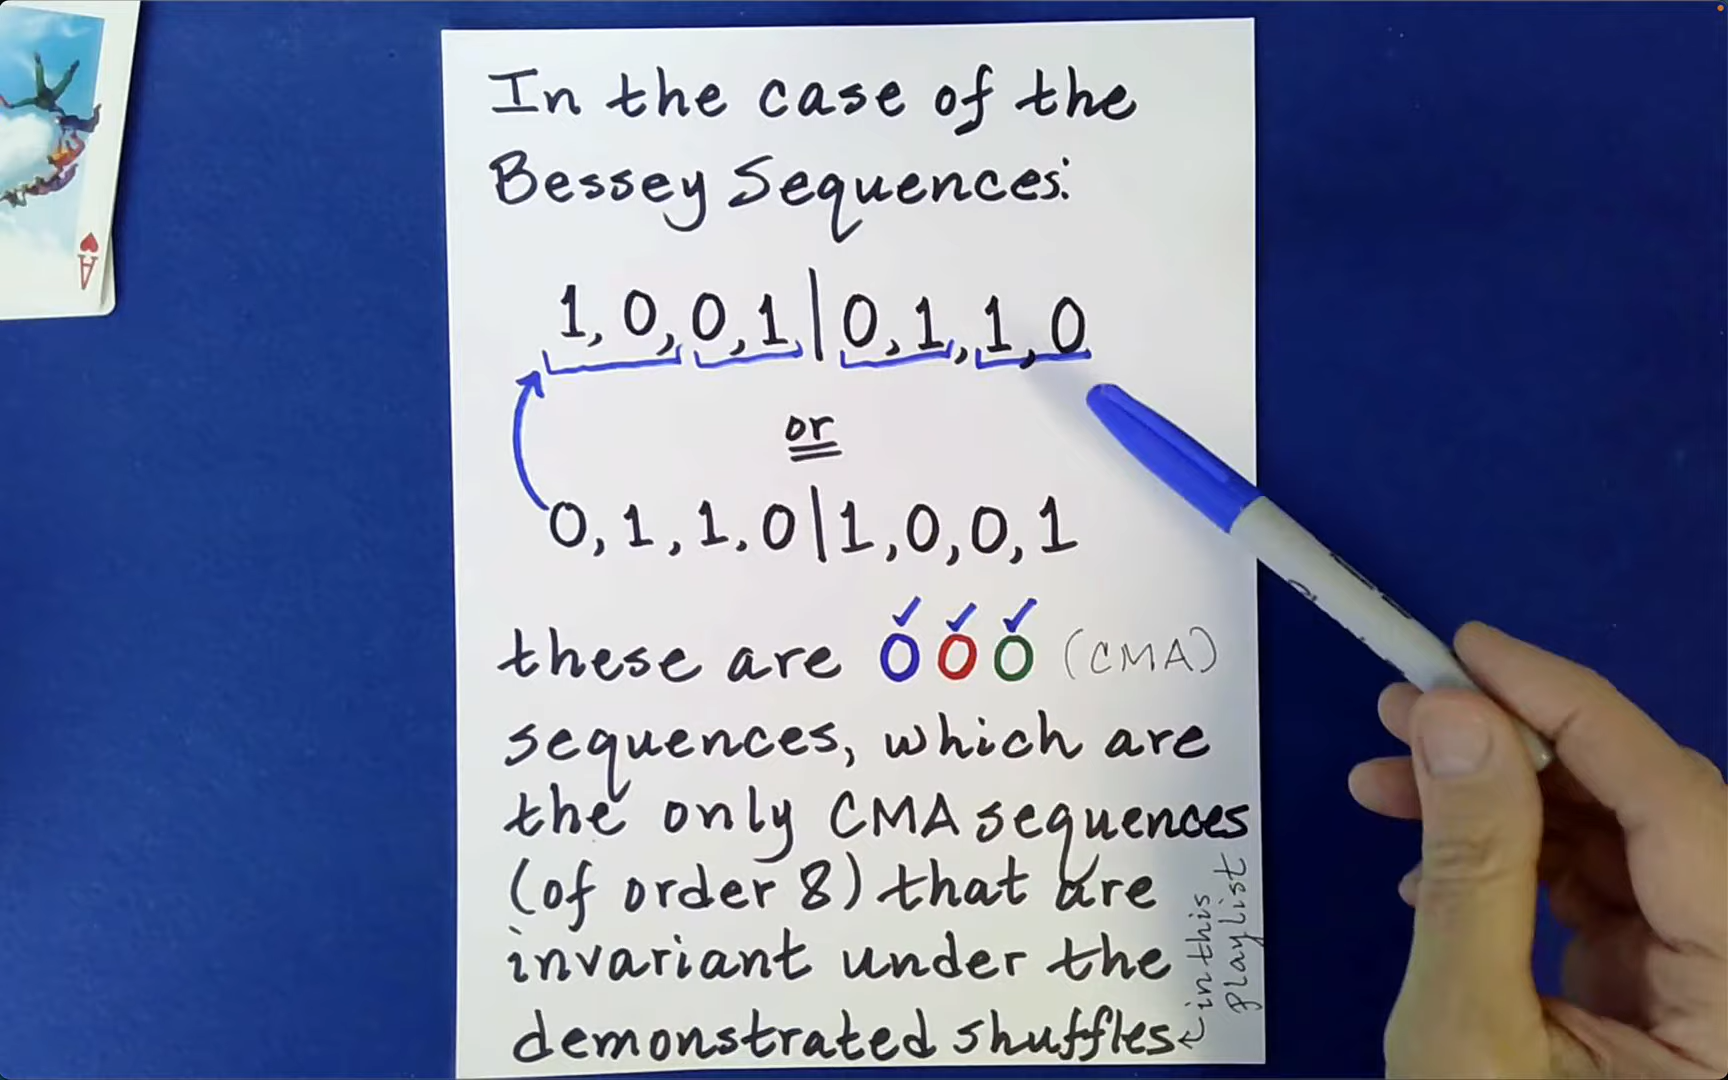 In the case of the
Bessey Sequences:
1, 0, 0, 1 | 0, 1, 1, 0
or
0, 1, 1, 0 | 1, 0, 0, 1
these are O O O (CMA)
sequences, which are
the only CMA sequences
(of order 8) that are
invariant under the
demonstrated shuffles
← in this
playlist
A